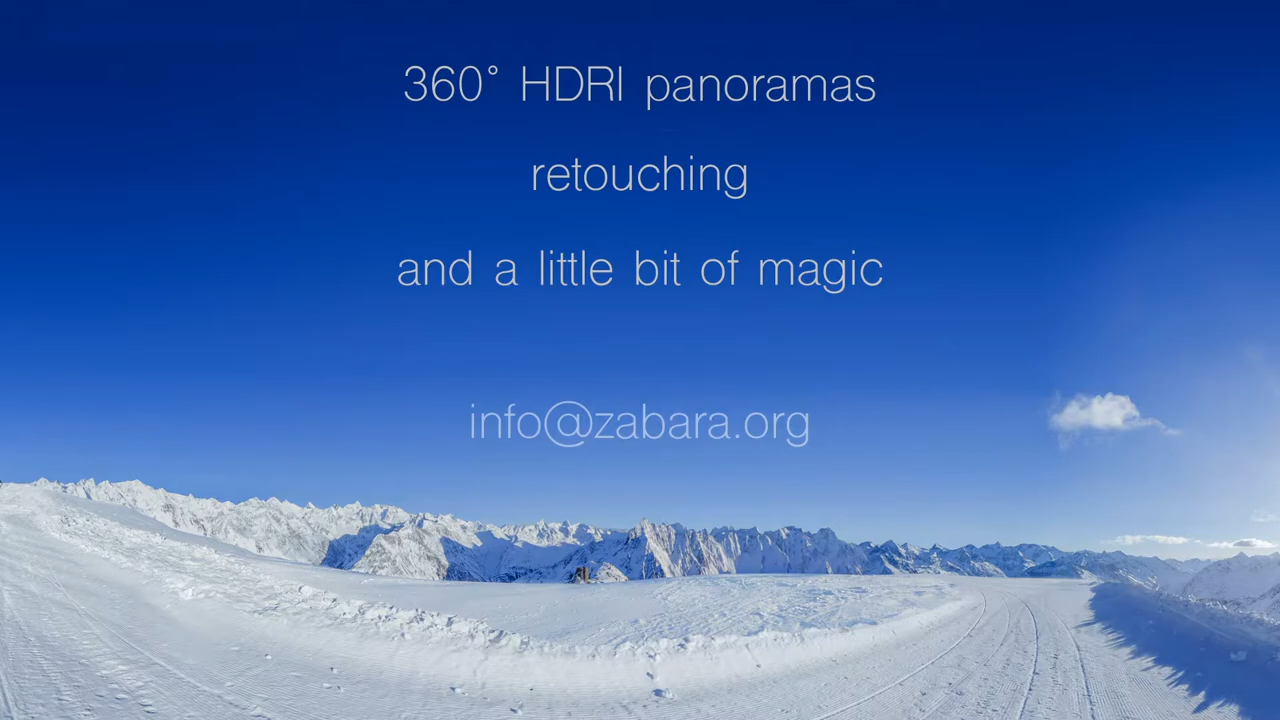 360° HDRI panoramas
retouching
and a little bit of magic
info@zabara.org